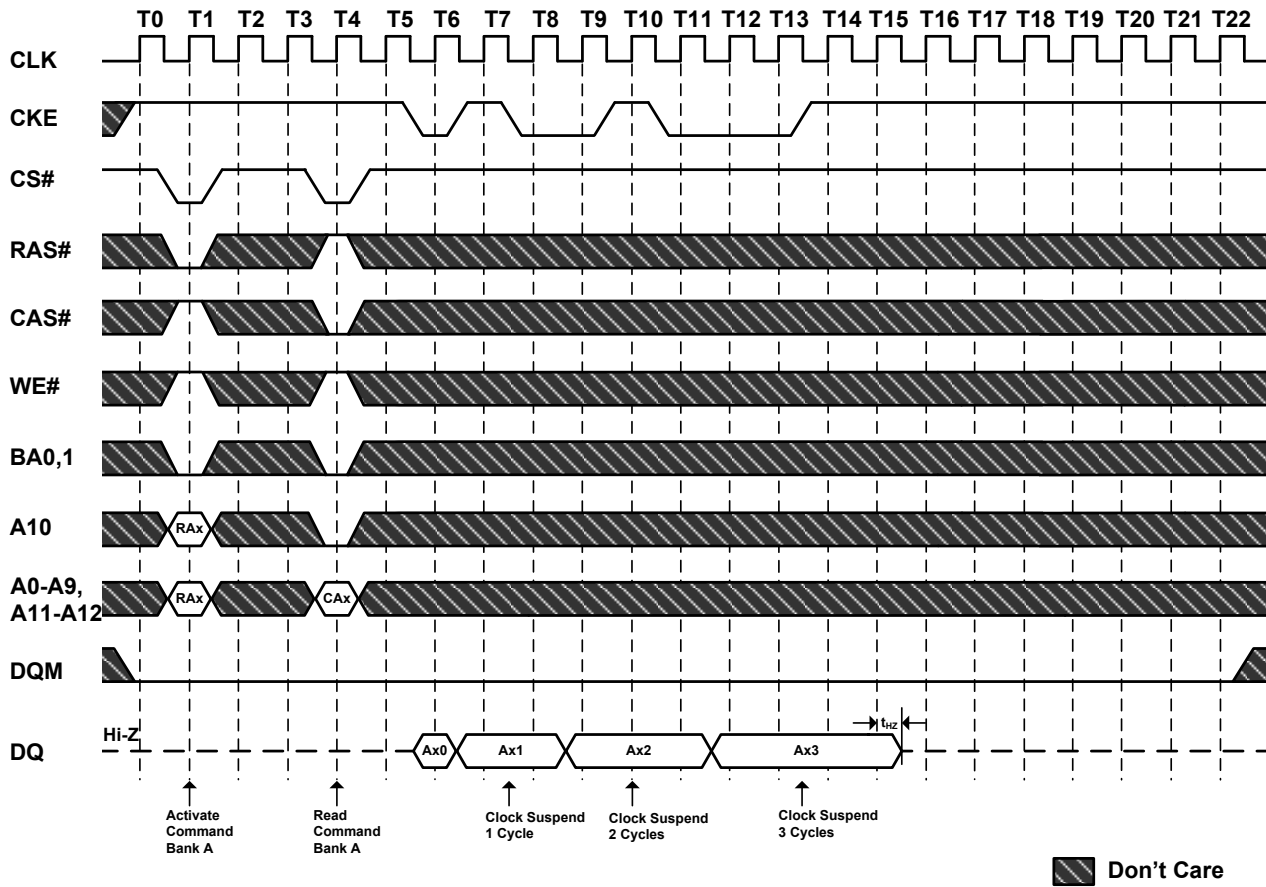 T0 T1 T2 T3 T4 T5 T6 T7 T8 T9 T10 T11 T12 T13 T14 T15 T16 T17 T18 T19 T20 T21 T22
CLK
CKE
CS#
RAS#
CAS#
WE#
BA0,1
A10
RAx
A0-A9,
A11-A12
RAx
CAx
DQM
tHZ
Hi-Z
DQ
Ax0
Ax1
Ax2
Ax3
Activate
Command
Bank A
Read
Command
Bank A
Clock Suspend
1 Cycle
Clock Suspend
2 Cycles
Clock Suspend
3 Cycles
Don't Care